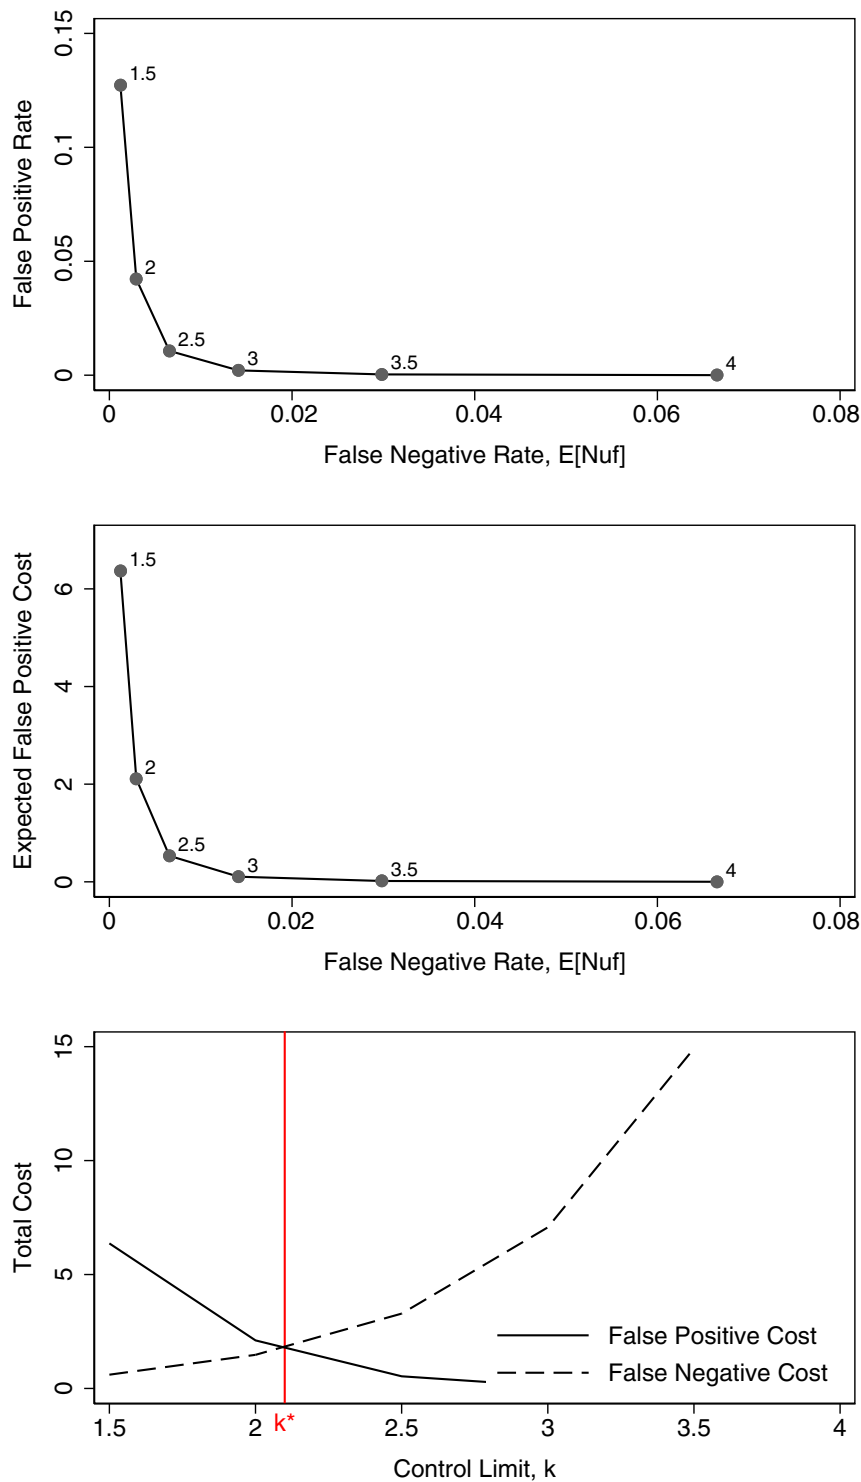 0.15
0.1
0.05
0
False Positive Rate
1.5
2
2.5
3
3.5
4
0 0.02 0.04 0.06 0.08
False Negative Rate, E[Nuf]
6
4
2
0
Expected False Positive Cost
1.5
2
2.5
3
3.5
4
0 0.02 0.04 0.06 0.08
False Negative Rate, E[Nuf]
15
10
5
0
Total Cost
False Positive Cost
False Negative Cost
1.5 2 k* 2.5 3 3.5 4
Control Limit, k